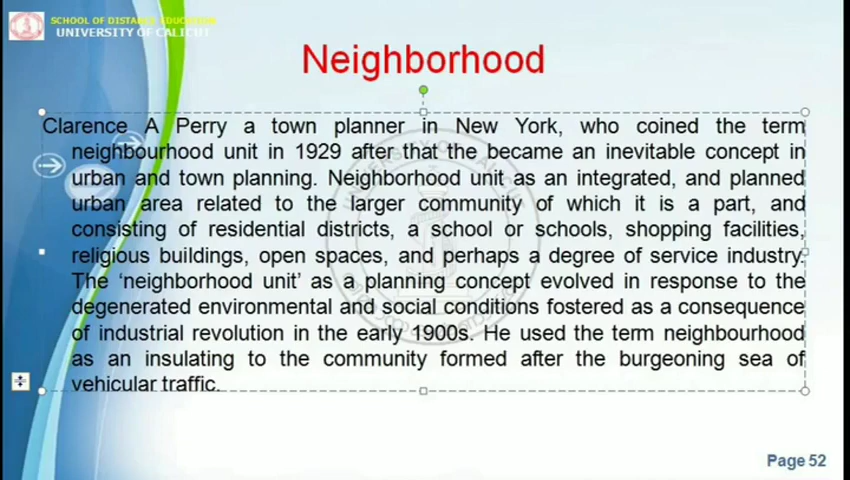 SCHOOL OF DISTANCE EDUCATION
UNIVERSITY OF CALICUT
Neighborhood
Clarence A Perry a town planner in New York, who coined the term
neighbourhood unit in 1929 after that the became an inevitable concept in
urban and town planning. Neighborhood unit as an integrated, and planned
urban area related to the larger community of which it is a part, and
consisting of residential districts, a school or schools, shopping facilities,
religious buildings, open spaces, and perhaps a degree of service industry.
The ‘neighborhood unit’ as a planning concept evolved in response to the
degenerated environmental and social conditions fostered as a consequence
of industrial revolution in the early 1900s. He used the term neighbourhood
as an insulating to the community formed after the burgeoning sea of
vehicular traffic.
Page 52